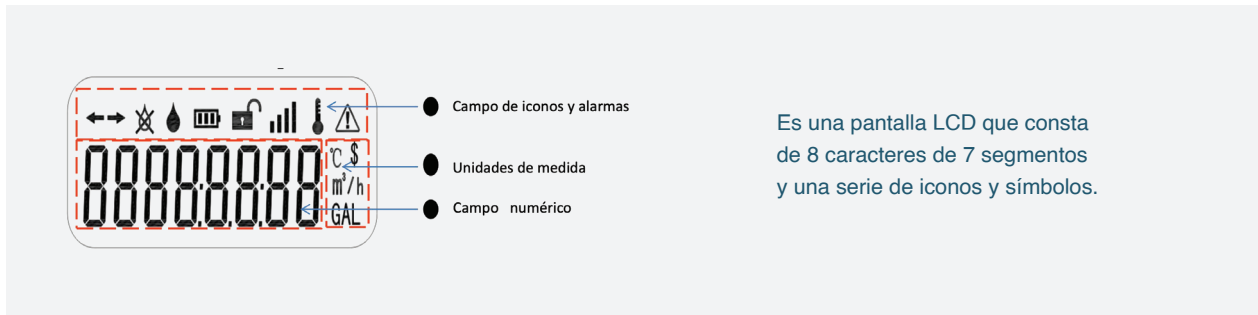 Campo de iconos y alarmas
88888888
°C $
Unidades de medida
m³/h
Campo numérico
GAL
Es una pantalla LCD que consta
de 8 caracteres de 7 segmentos
y una serie de iconos y símbolos.